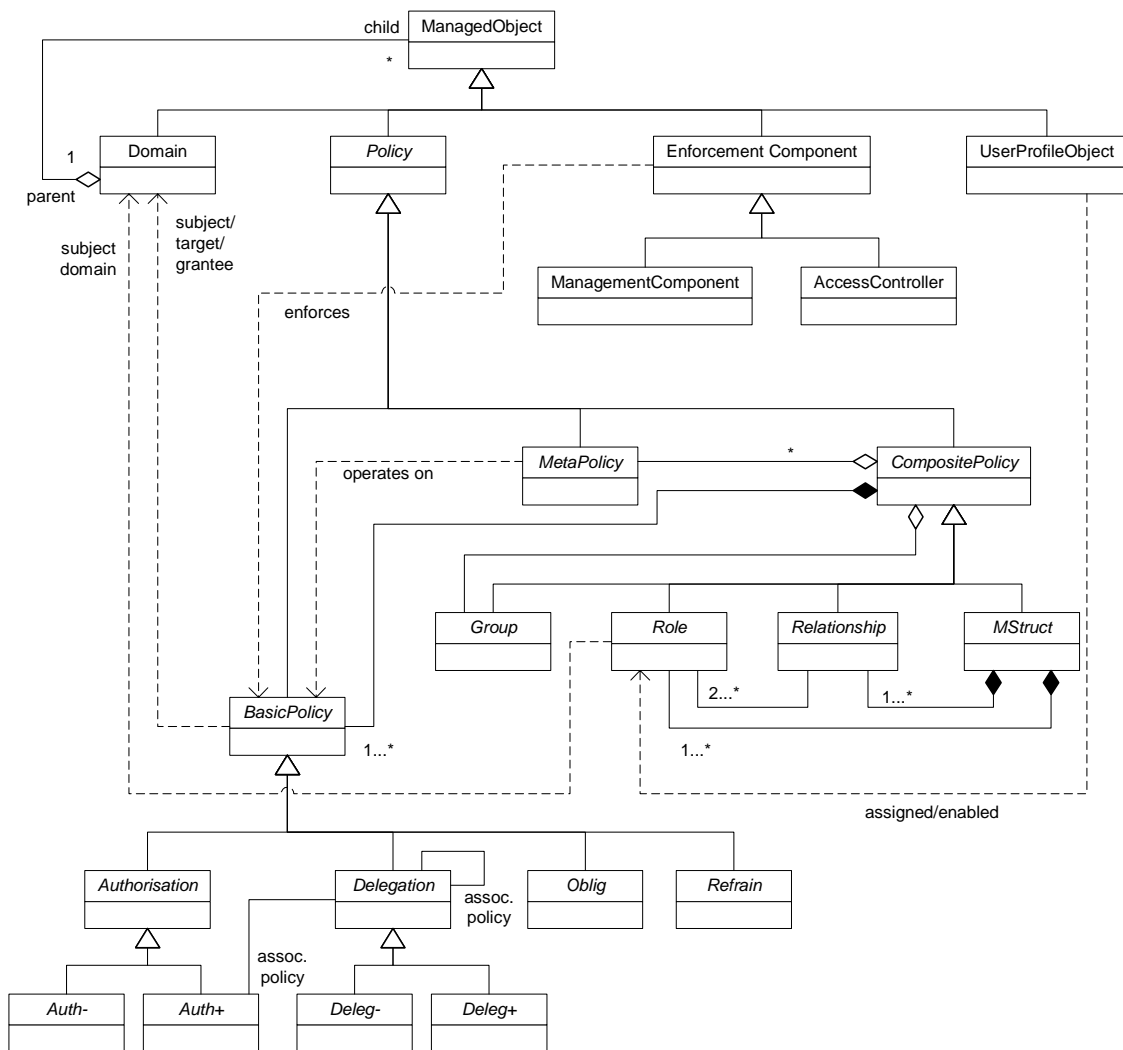 child
ManagedObject
*
1
Domain
Policy
Enforcement Component
UserProfileObject
parent
subject/
target/
grantee
subject
domain
ManagementComponent
AccessController
enforces
MetaPolicy
*
CompositePolicy
operates on
Group
Role
Relationship
MStruct
2...*
1...*
BasicPolicy
1...*
1...*
assigned/enabled
Authorisation
Delegation
Oblig
Refrain
assoc.
policy
assoc.
policy
Auth-
Auth+
Deleg-
Deleg+